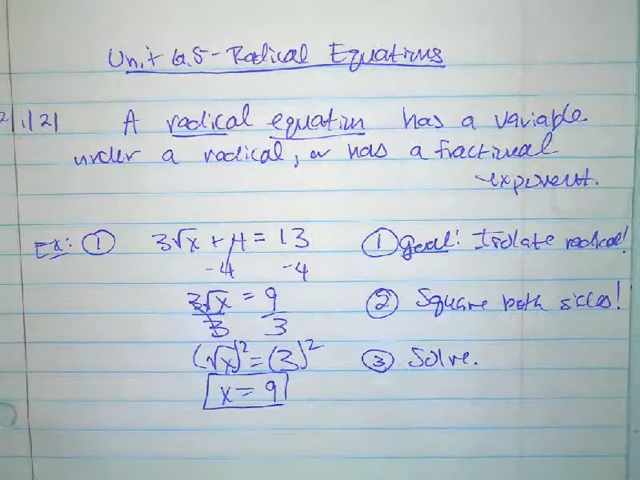 Unit 6.5 - Radical Equations
2/1/21 A radical equation has a variable
under a radical, or has a fractional
exponent.
Ex: ① 3√x + 4 = 13 ① goal: Isolate radical!
-4 -4
3√x = 9 ② Square both sides!
3 3
(√x)² = (3)² ③ Solve.
x = 9